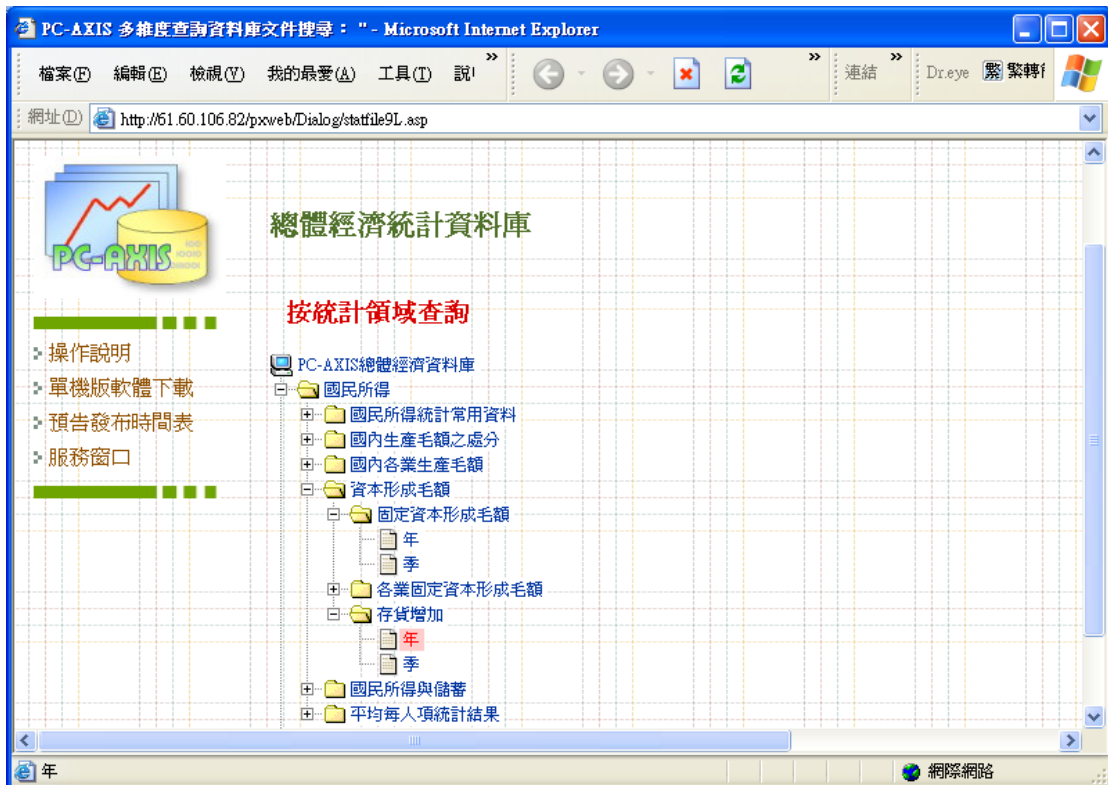 PC-AXIS 多維度查詢資料庫文件搜尋： '' - Microsoft Internet Explorer
檔案(F) 編輯(E) 檢視(V) 我的最愛(A) 工具(T) » » 連結 » Dr.eye 繁 繁轉
網址(D) http://61.60.106.82/pxweb/Dialog/statfile9L.asp
PC-AXIS
總體經濟統計資料庫
按統計領域查詢
操作說明
單機版軟體下載
預告發布時間表
服務窗口
PC-AXIS總體經濟資料庫
國民所得
國民所得統計常用資料
國內生產毛額之處分
國內各業生產毛額
資本形成毛額
固定資本形成毛額
年
季
各業固定資本形成毛額
存貨增加
年
季
國民所得與儲蓄
平均每人項統計結果
年
網際網路